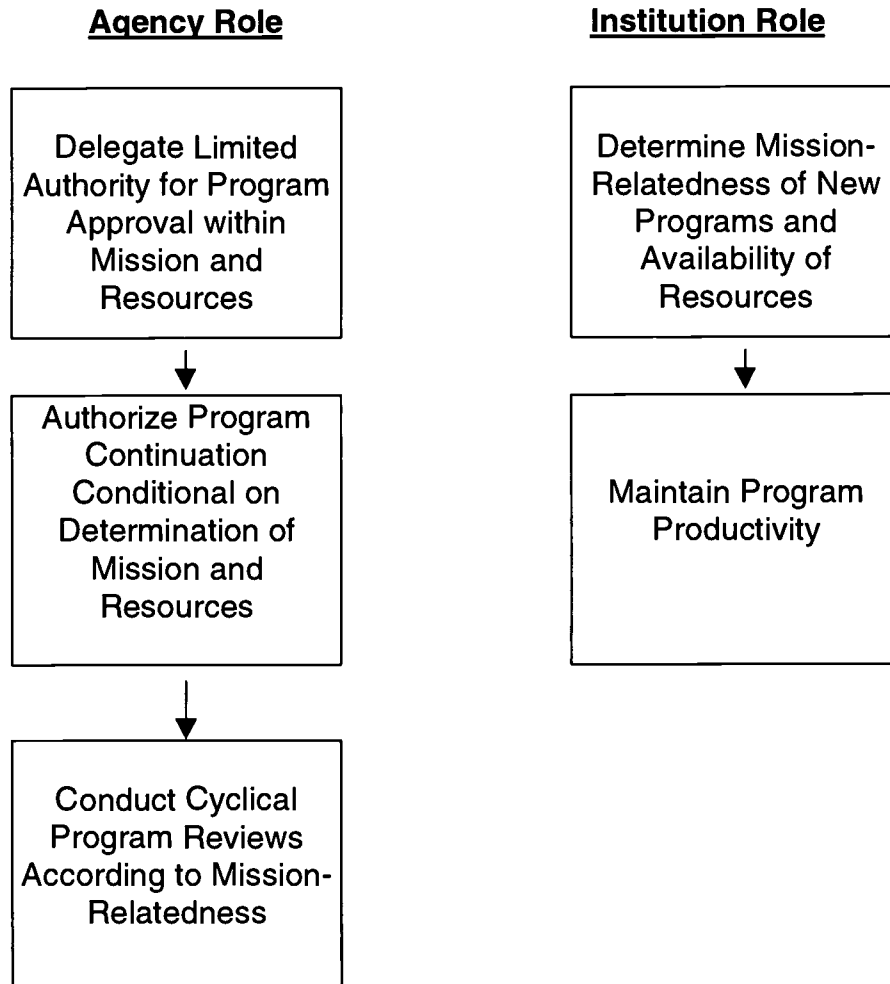 Agency Role
Delegate Limited
Authority for Program
Approval within
Mission and
Resources
Authorize Program
Continuation
Conditional on
Determination of
Mission and
Resources
Conduct Cyclical
Program Reviews
According to Mission-
Relatedness
Institution Role
Determine Mission-
Relatedness of New
Programs and
Availability of
Resources
Maintain Program
Productivity